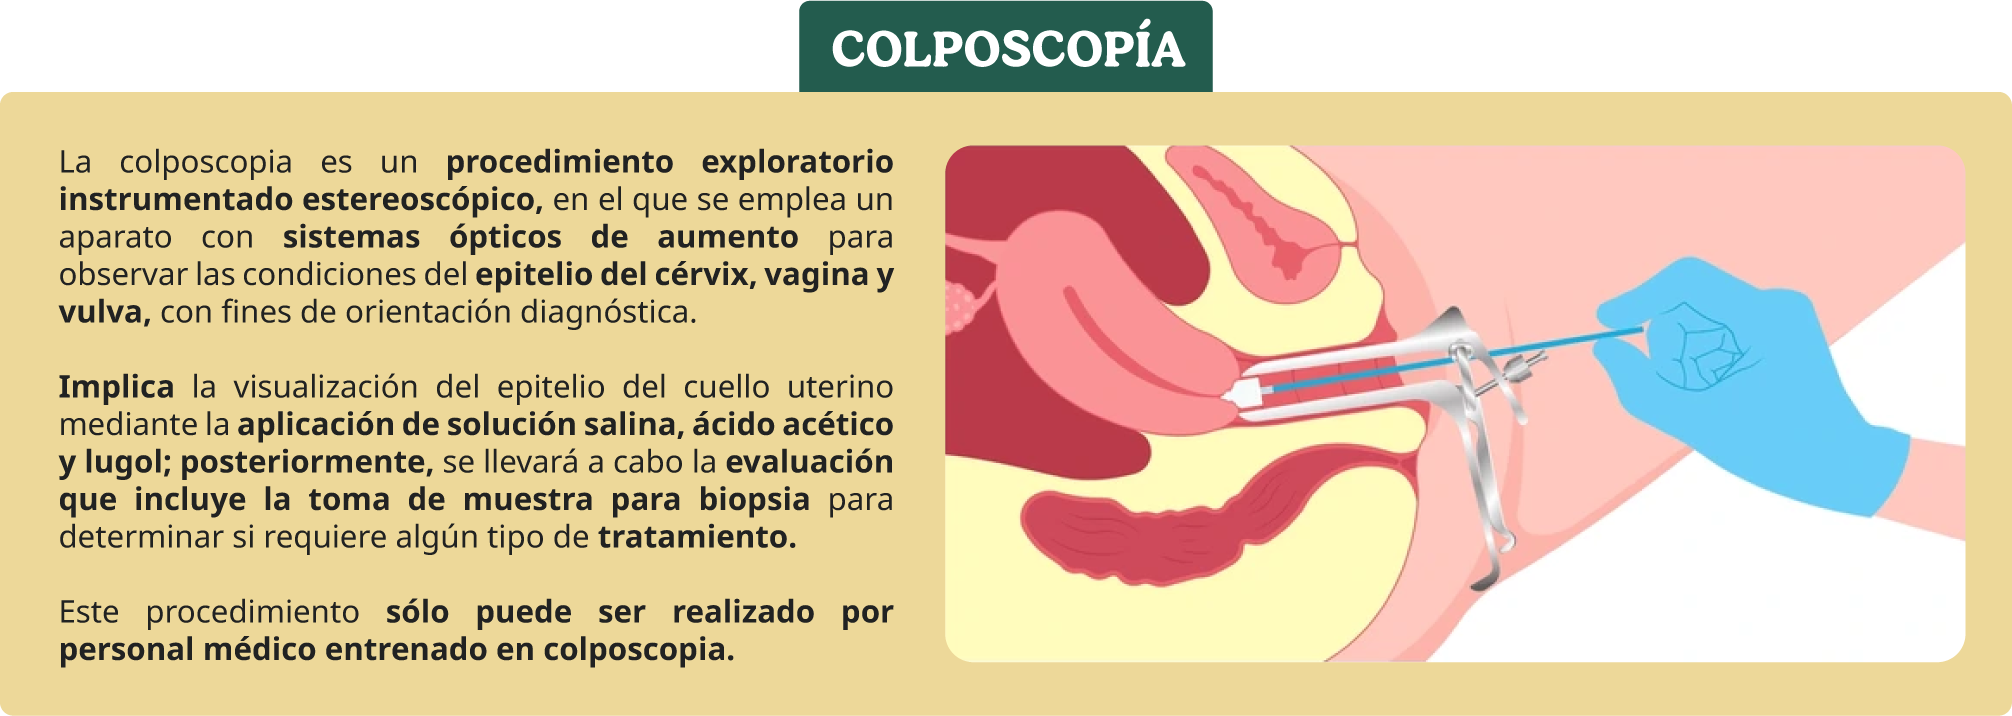 COLPOSCOPÍA
La colposcopia es un procedimiento exploratorio
instrumentado estereoscópico, en el que se emplea un
aparato con sistemas ópticos de aumento para
observar las condiciones del epitelio del cérvix, vagina y
vulva, con fines de orientación diagnóstica.
Implica la visualización del epitelio del cuello uterino
mediante la aplicación de solución salina, ácido acético
y lugol; posteriormente, se llevará a cabo la evaluación
que incluye la toma de muestra para biopsia para
determinar si requiere algún tipo de tratamiento.
Este procedimiento sólo puede ser realizado por
personal médico entrenado en colposcopia.